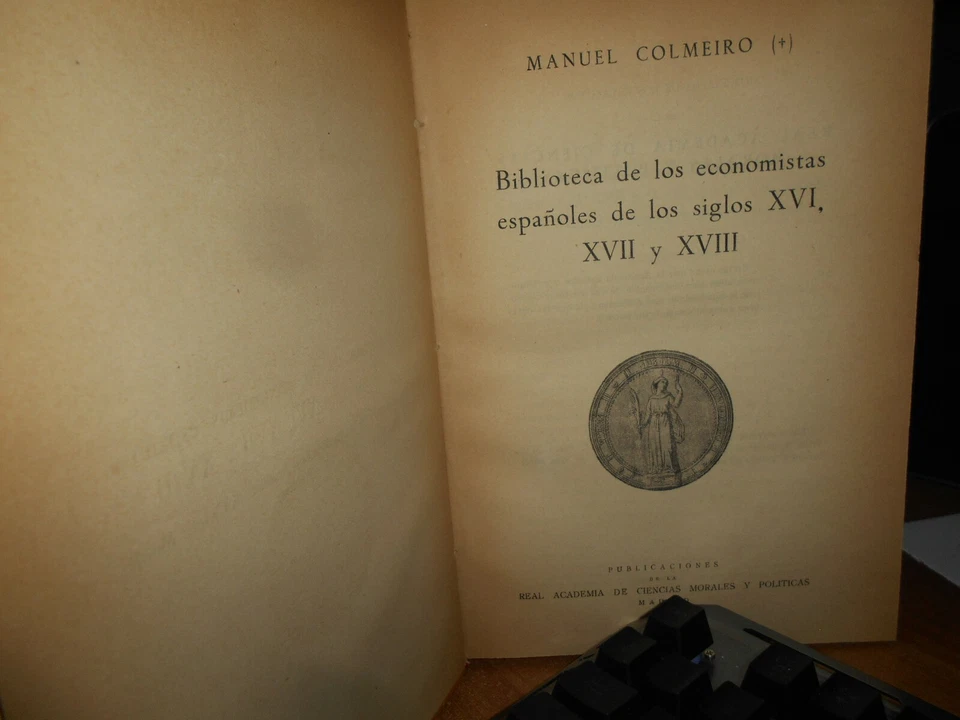 MANUEL COLMEIRO (+)
Biblioteca de los economistas
españoles de los siglos XVI,
XVII y XVIII
PUBLICACIONES
DE LA
REAL ACADEMIA DE CIENCIAS MORALES Y POLITICAS